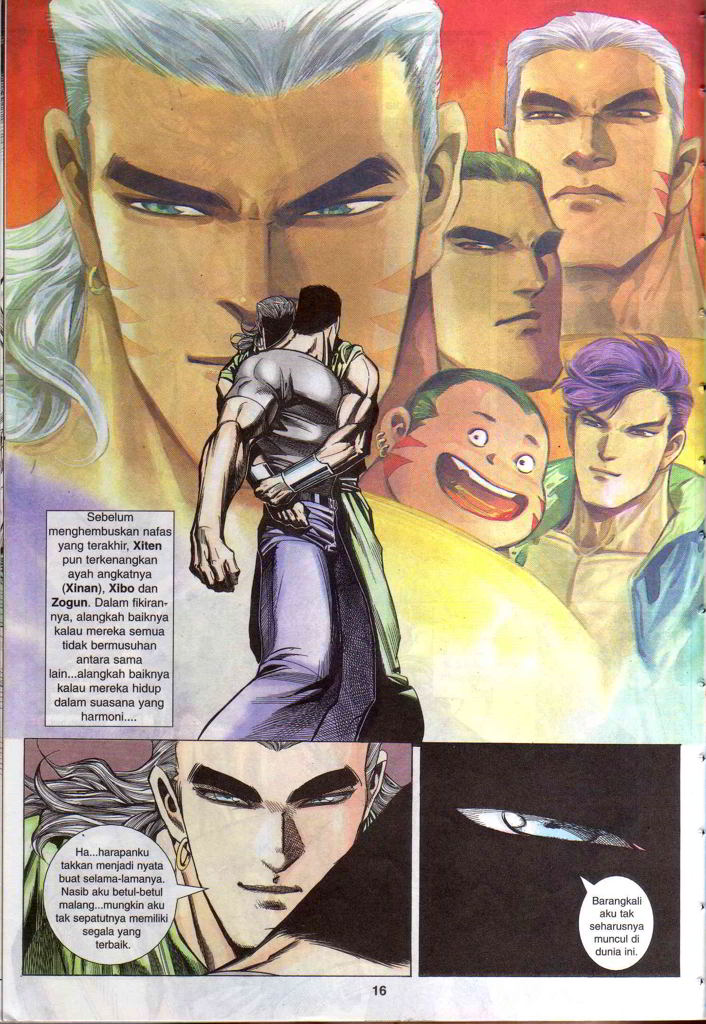 Sebelum
menghembuskan nafas
yang terakhir, Xiten
pun terkenangkan
ayah angkatnya
(Xinan), Xibo dan
Zogun. Dalam fikiran-
nya, alangkah baiknya
kalau mereka semua
tidak bermusuhan
antara sama
lain...alangkah baiknya
kalau mereka hidup
dalam suasana yang
harmoni....
Ha...harapanku
takkan menjadi nyata
buat selama-lamanya.
Nasib aku betul-betul
malang...mungkin aku
tak sepatutnya memiliki
segala yang
terbaik.
Barangkali
aku tak
seharusnya
muncul di
dunia ini.
16